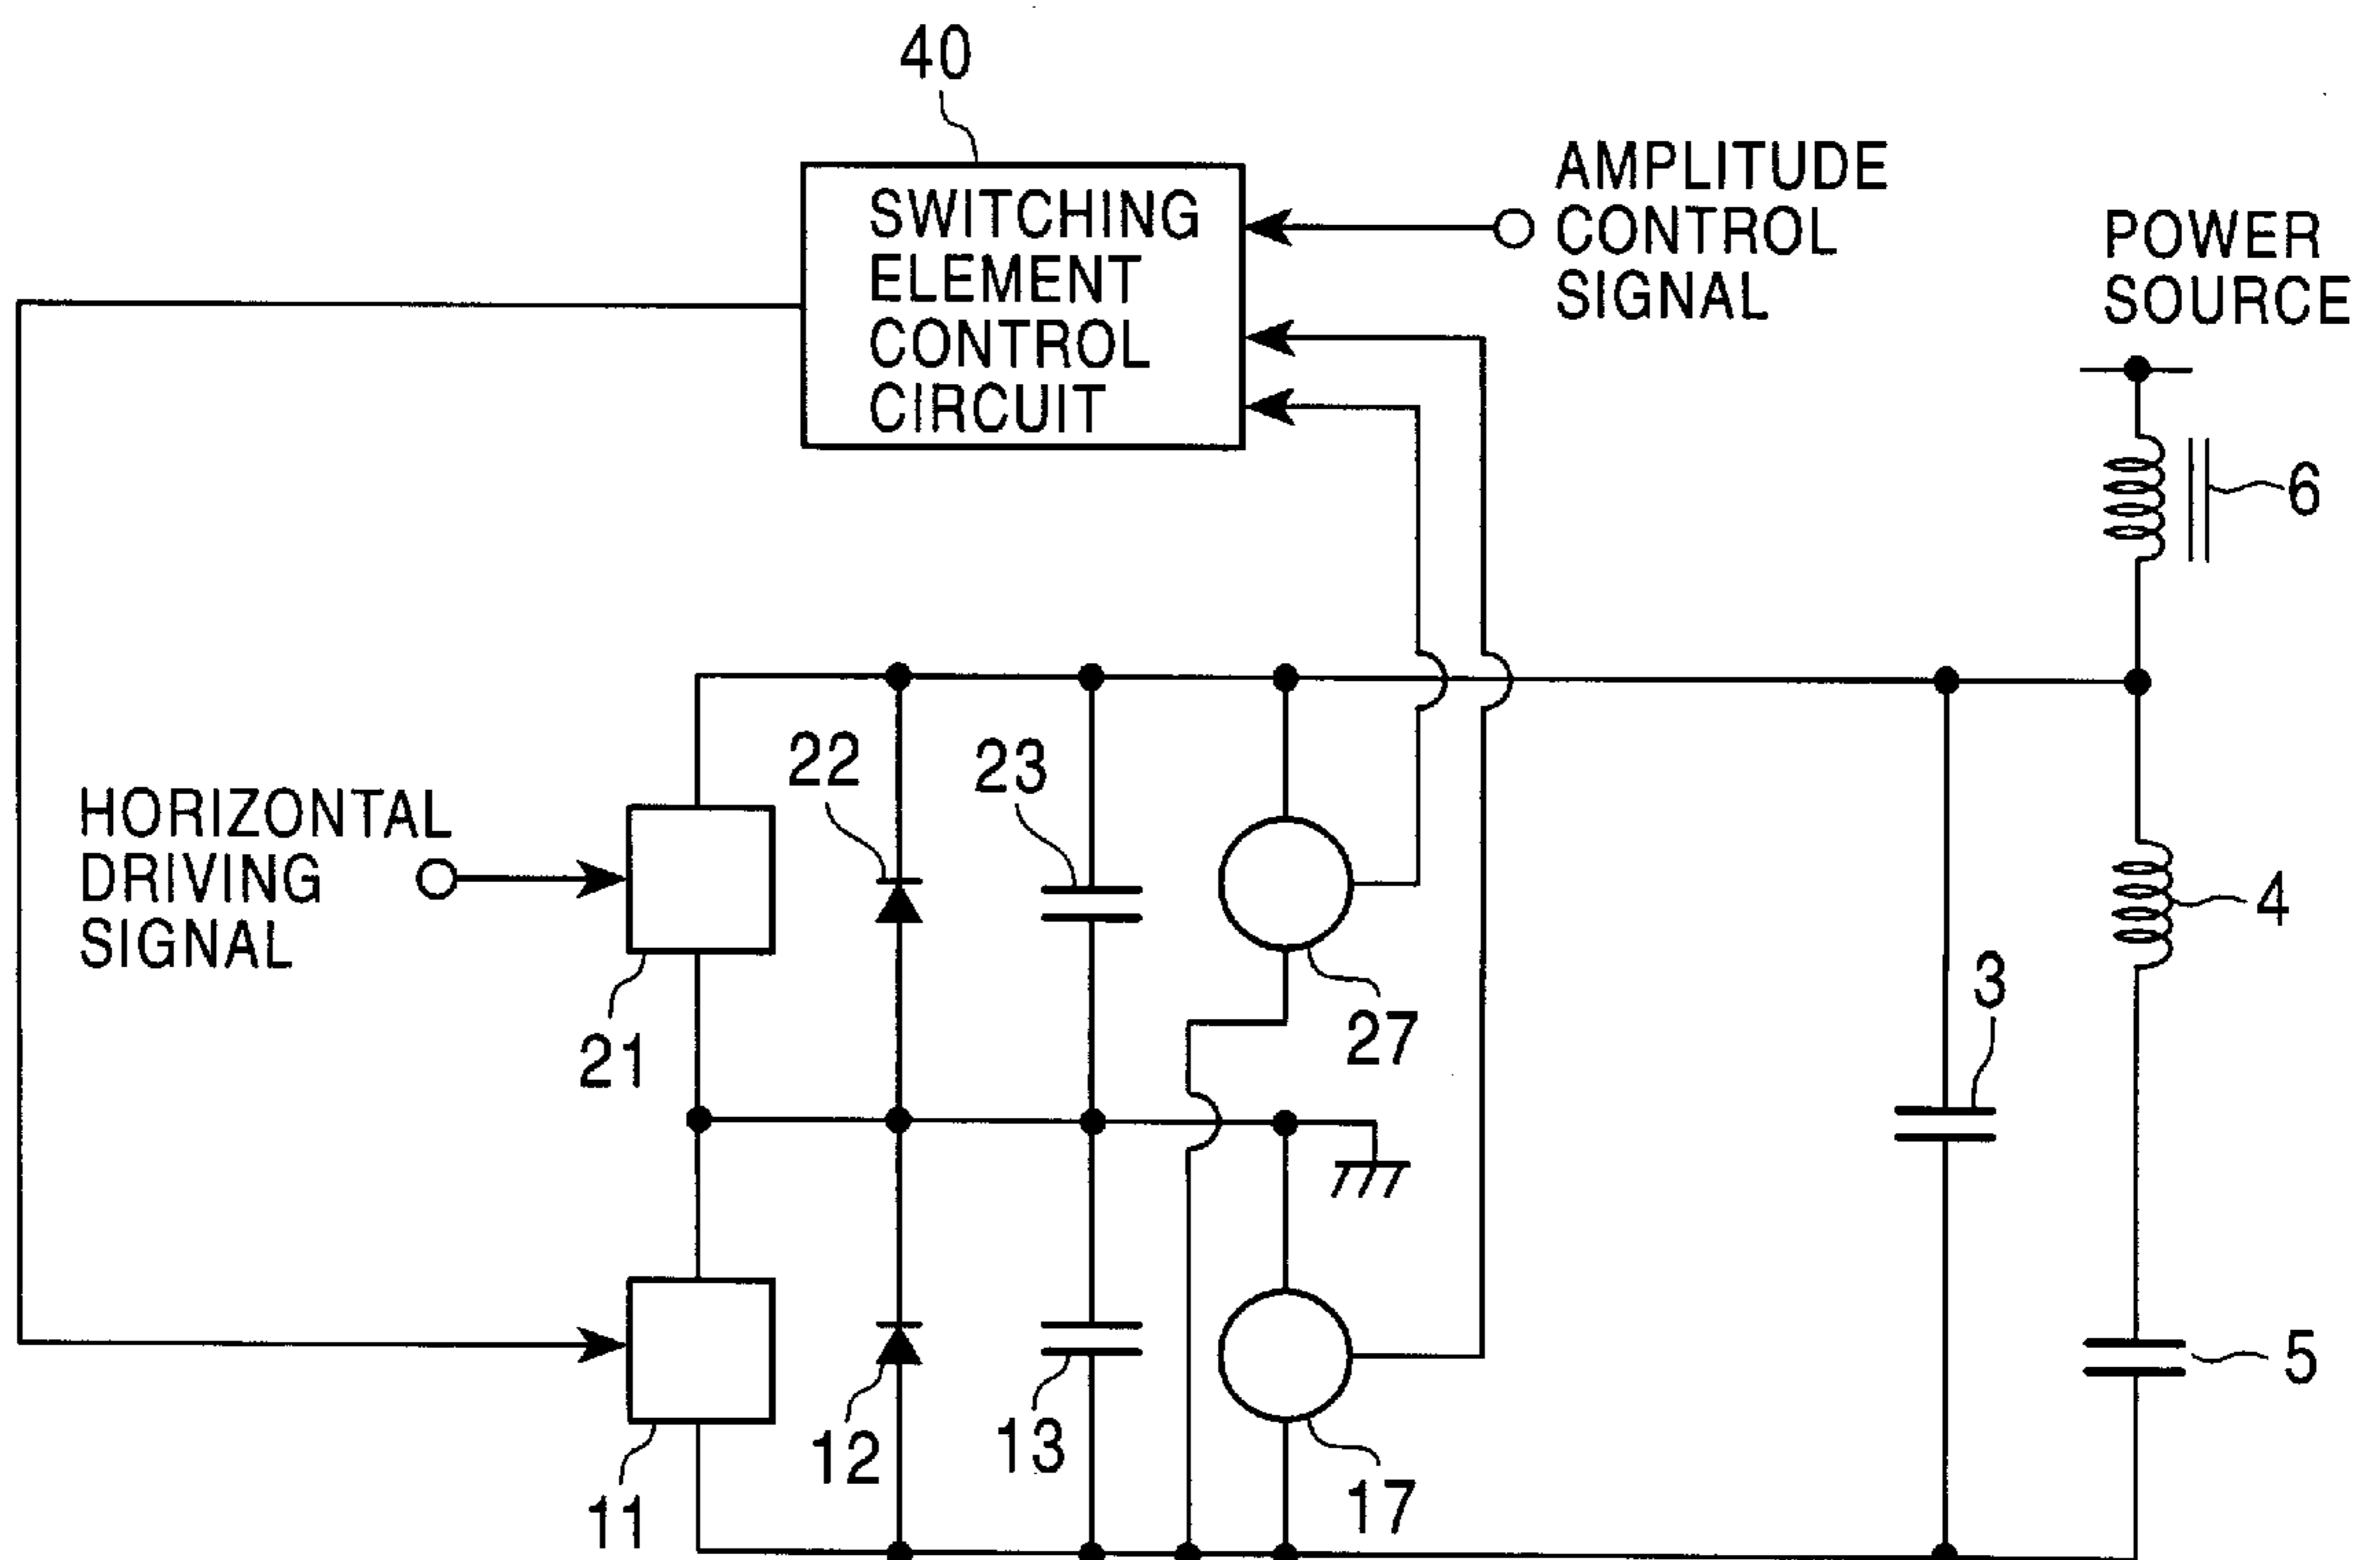 40
SWITCHING
ELEMENT
CONTROL
CIRCUIT
AMPLITUDE
CONTROL
SIGNAL
POWER
SOURCE
6
HORIZONTAL
DRIVING
SIGNAL
22
23
4
3
21
27
5
12
13
11
17